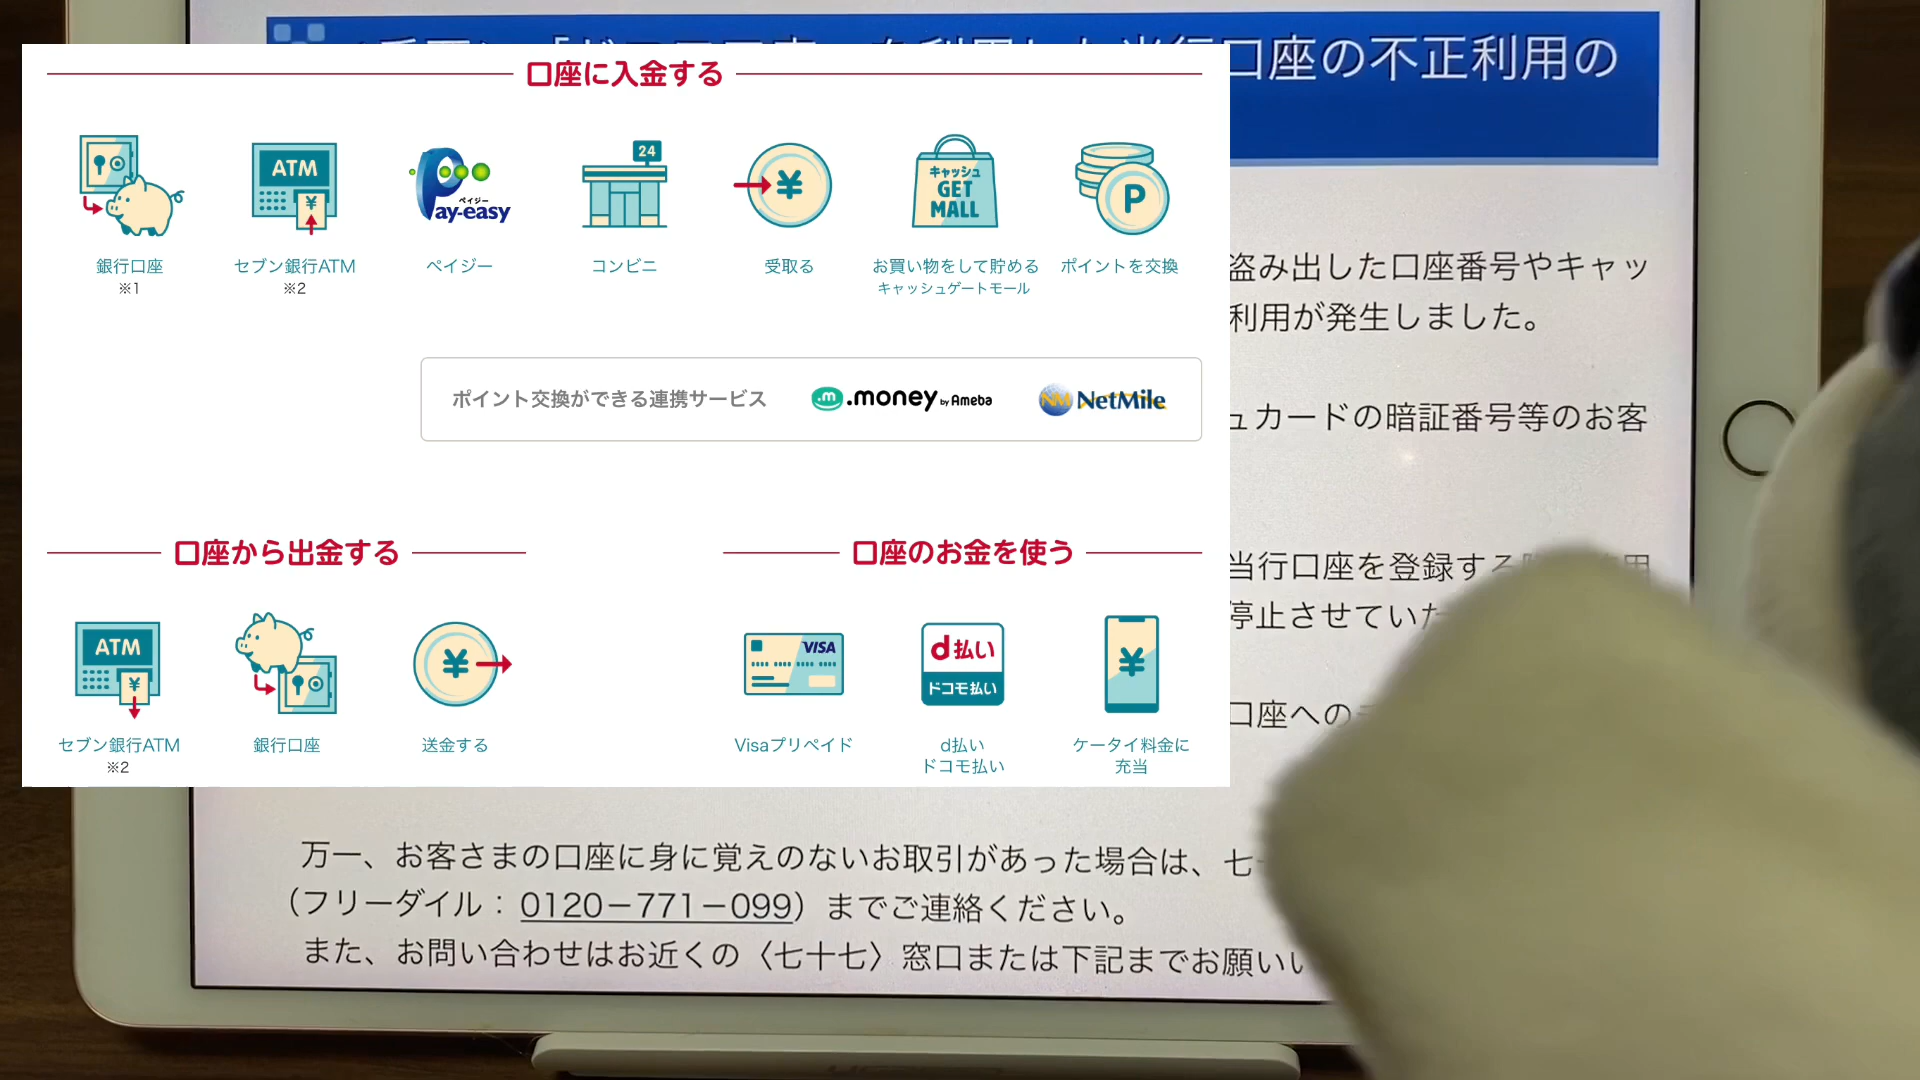 口座に入金する
ATM
¥
Pay-easy
ペイジー
24
¥
キャッシュ
GET
MALL
P
銀行口座
※1
セブン銀行ATM
※2
ペイジー
コンビニ
受取る
お買い物をして貯める
キャッシュゲートモール
ポイントを交換
ポイント交換ができる連携サービス
.m .money by Ameba
NM NetMile
口座から出金する
口座のお金を使う
ATM
¥
¥
VISA
d払い
ドコモ払い
¥
セブン銀行ATM
※2
銀行口座
送金する
Visaプリペイド
d払い
ドコモ払い
ケータイ料金に
充当
口座の不正利用の
盗み出した口座番号やキャッ
利用が発生しました。
ュカードの暗証番号等のお客
当行口座を登録する
停止させていた
口座への
万一、お客さまの口座に身に覚えのないお取引があった場合は、七
（フリーダイル：0120－771－099）までご連絡ください。
また、お問い合わせはお近くの〈七十七〉窓口または下記までお願いい